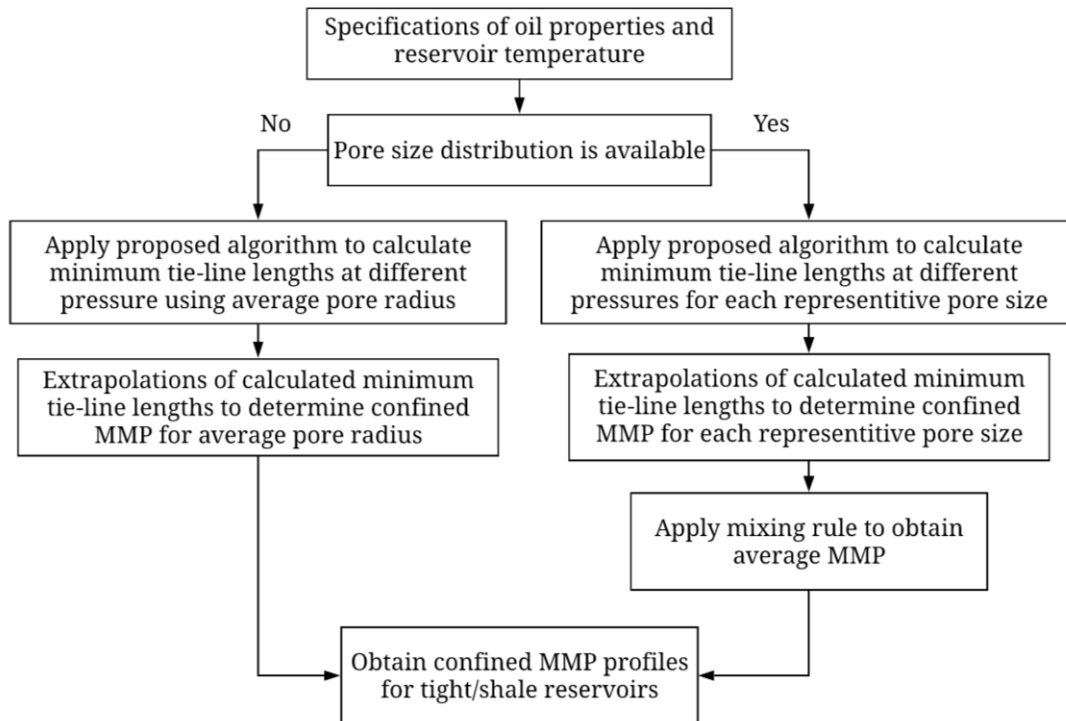 Specifications of oil properties and
reservoir temperature
No
Yes
Pore size distribution is available
Apply proposed algorithm to calculate
minimum tie-line lengths at different
pressure using average pore radius
Apply proposed algorithm to calculate
minimum tie-line lengths at different
pressures for each representitive pore size
Extrapolations of calculated minimum
tie-line lengths to determine confined
MMP for average pore radius
Extrapolations of calculated minimum
tie-line lengths to determine confined
MMP for each representitive pore size
Apply mixing rule to obtain
average MMP
Obtain confined MMP profiles
for tight/shale reservoirs